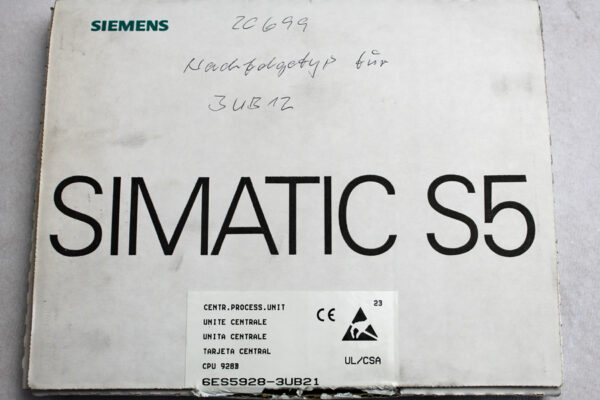 SIEMENS
20699
Nachfolgetyp für
3UB12
SIMATIC S5
CENTR.PROCESS.UNIT
UNITE CENTRALE
UNITA CENTRALE
TARJETA CENTRAL
CPU 928B
6ES5928-3UB21
CE
23
UL/CSA